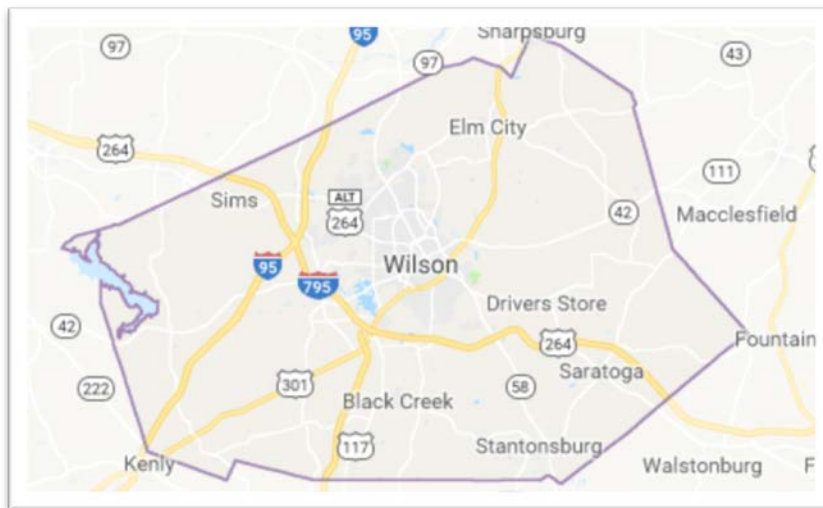 95
Sharpsburg
97
97
43
Elm City
264
111
Sims
ALT
264
42
Macclesfield
95
Wilson
795
Drivers Store
42
264
Fountain
222
301
58
Saratoga
Black Creek
117
Stantonsburg
Kenly
Walstonburg
F